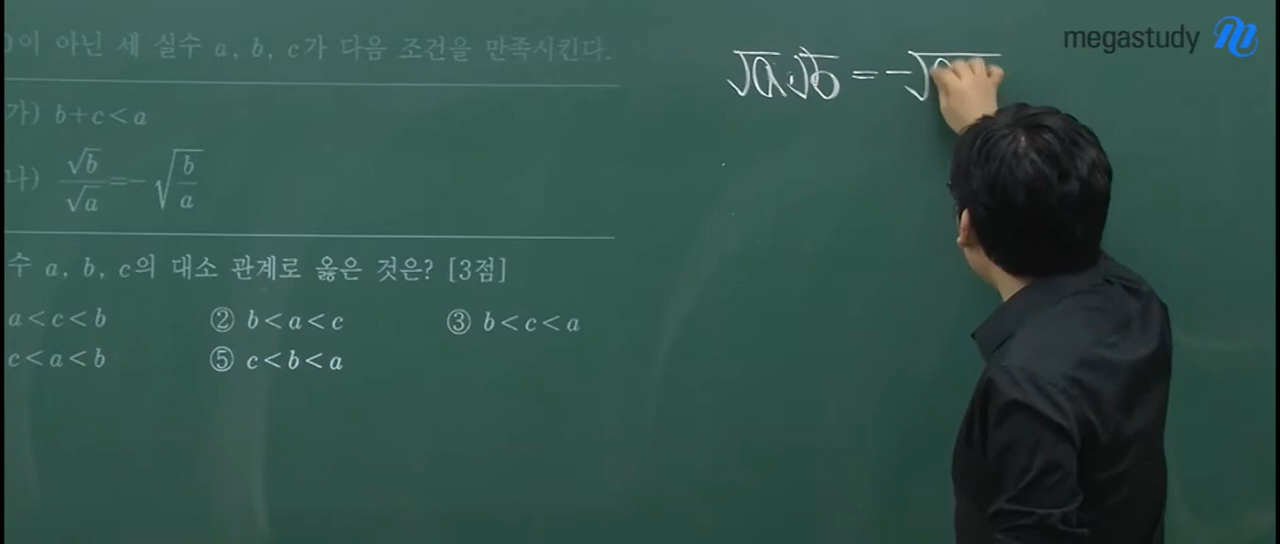 megastudy
)이 아닌 세 실수 a, b, c가 다음 조건을 만족시킨다.
가) b+c<a
나) √b/√a=-√(b/a)
수 a, b, c의 대소 관계로 옳은 것은? [3점]
a<c<b ② b<a<c ③ b<c<a
c<a<b ⑤ c<b<a
√a·√b = -√